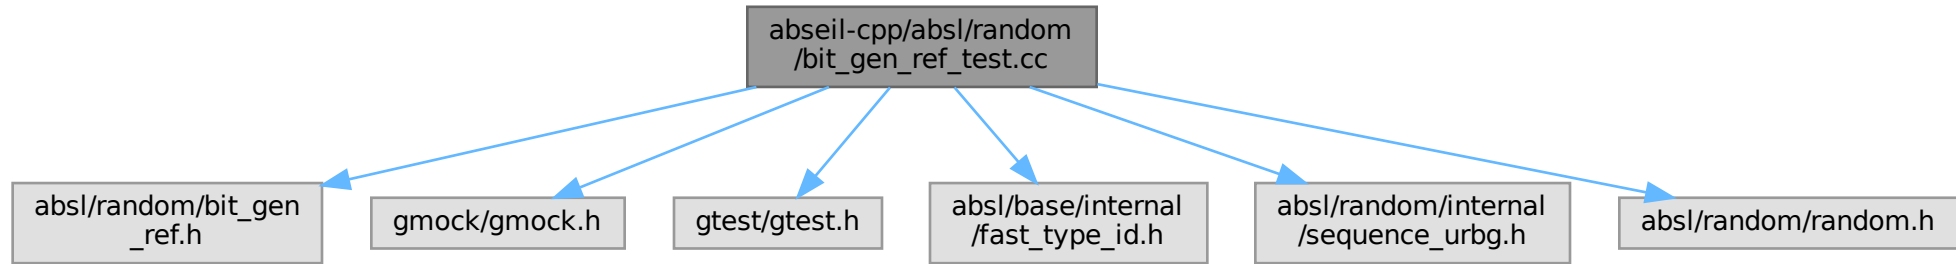 abseil-cpp/absl/random
/bit_gen_ref_test.cc
absl/random/bit_gen
_ref.h
gmock/gmock.h
gtest/gtest.h
absl/base/internal
/fast_type_id.h
absl/random/internal
/sequence_urbg.h
absl/random/random.h